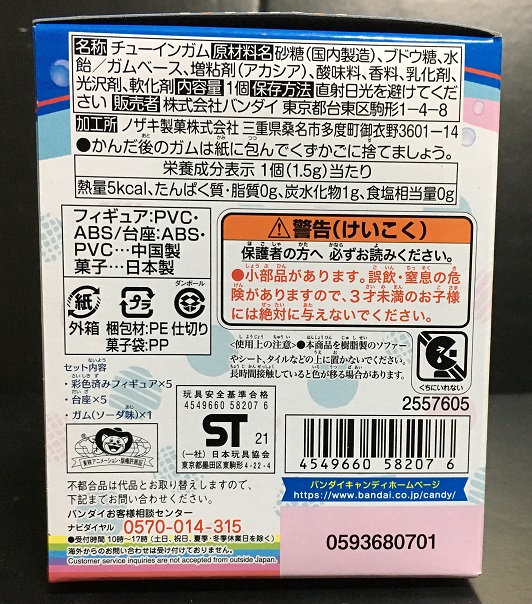 名称 チューインガム 原材料名 砂糖(国内製造)、ブドウ糖、水
飴/ガムベース、増粘剤(アカシア)、酸味料、香料、乳化剤、
光沢剤、軟化剤 内容量 1個 保存方法 直射日光を避けてくだ
さい 販売者 株式会社バンダイ 東京都台東区駒形1-4-8
加工所 ノザキ製菓株式会社 三重県桑名市多度町御衣野3601-14
●かんだ後のガムは紙に包んでくずかごに捨てましょう。
栄養成分表示 1個(1.5g)当たり
熱量5kcal、たんぱく質・脂質0g、炭水化物1g、食塩相当量0g
フィギュア:PVC・
ABS/台座:ABS・
PVC…中国製
菓子…日本製
紙 プラ ダンボール
外箱 梱包材:PE 仕切り
菓子袋:PP
⚠警告(けいこく)
保護者の方へ 必ずお読みください。
●小部品があります。誤飲・窒息の危
険がありますので、3才未満のお子様
には絶対に与えないでください。
<使用上の注意> ●本商品を樹脂製のソファー
やシート、タイルなどの上に置かないでください。
長時間接触していると色が移る場合があります。
くちにいれない
セット内容
・彩色済みフィギュア×5
・台座×5
・ガム(ソーダ味)×1
玩具安全基準合格
4549660 58207 6
ST 21
(一社)日本玩具協会
東京都墨田区東駒形4-22-4
東映アニメーション・版権許諾証
2557605
4 549660 582076
不都合品は代品とお取り替えしますので、
下記までお問い合わせください。
バンダイお客様相談センター
ナビダイヤル 0570-014-315
●受付時間 10時〜17時(土日、祝日、夏季・冬季休業日を除く)
海外からのお問い合わせは受け付けておりません。
Customer service inquiries are not accepted from outside Japan.
バンダイキャンディホームページ
https://www.bandai.co.jp/candy/
0593680701